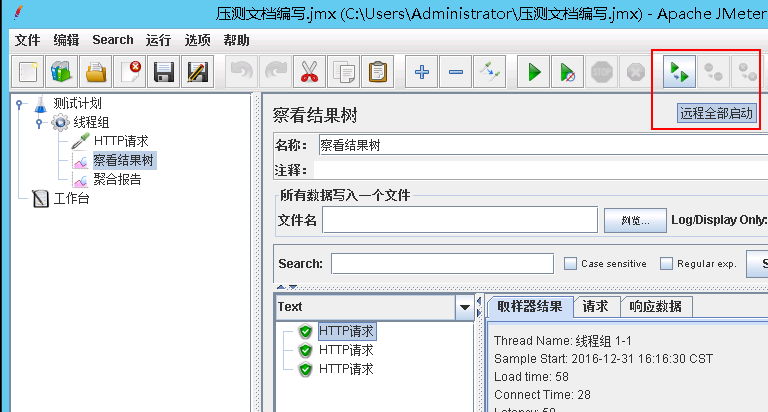 压测文档编写.jmx (C:\Users\Administrator\压测文档编写.jmx) - Apache JMeter
文件 编辑 Search 运行 选项 帮助
STOP
远程全部启动
测试计划
线程组
HTTP请求
察看结果树
聚合报告
工作台
察看结果树
名称: 察看结果树
注释:
所有数据写入一个文件
文件名 浏览... Log/Display Only:
Search: Case sensitive Regular exp. S
Text
HTTP请求
HTTP请求
HTTP请求
取样器结果 请求 响应数据
Thread Name: 线程组 1-1
Sample Start: 2016-12-31 16:16:30 CST
Load time: 58
Connect Time: 28
Latency: 50